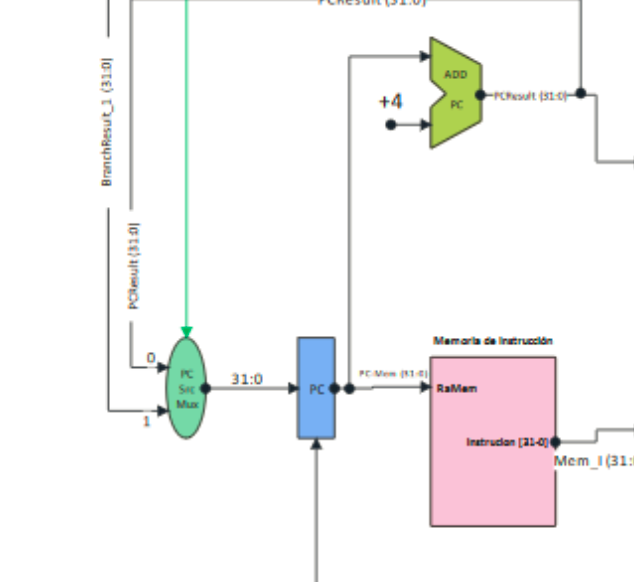 PCResult (31:0)
BranchResult_1 (31:0)
ADD
PC
+4
PCResult (31:0)
PCResult (31:0)
Memoria de Instrucción
0
PC
Src
Mux
1
31:0
PC
PC-Mem (31:0)
RaMem
Instrucion (31-0)
Mem_I (31: